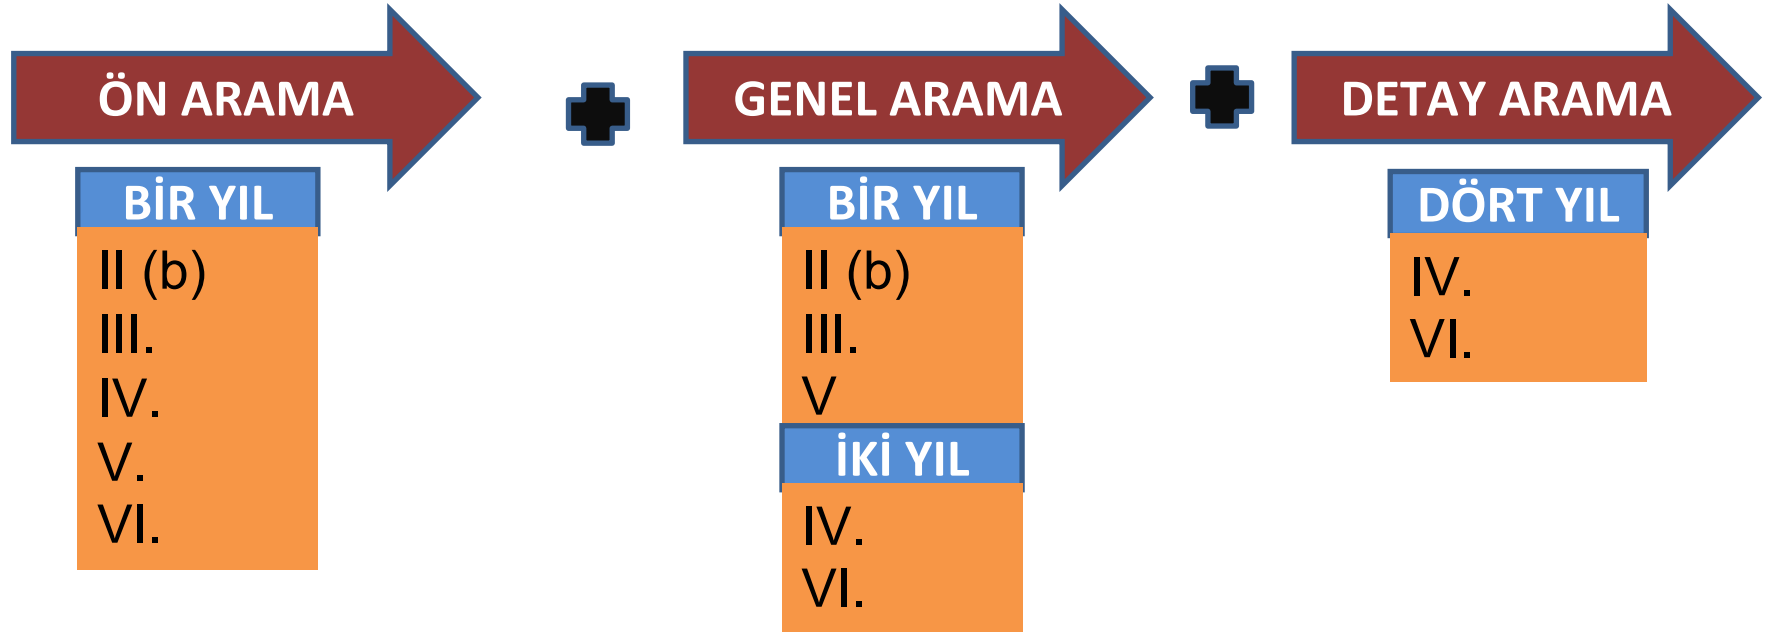 ÖN ARAMA
BİR YIL
II (b)
III.
IV.
V.
VI.
GENEL ARAMA
BİR YIL
II (b)
III.
V
İKİ YIL
IV.
VI.
DETAY ARAMA
DÖRT YIL
IV.
VI.